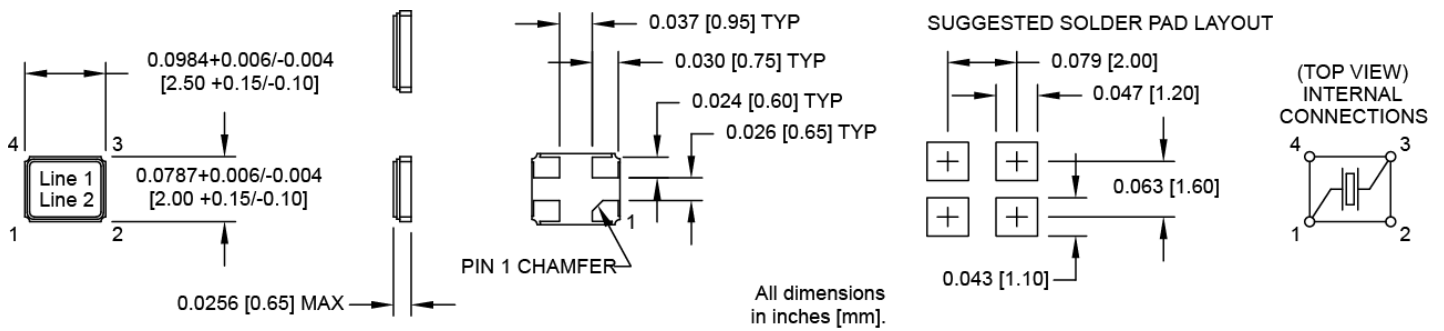 0.0984+0.006/-0.004
[2.50 +0.15/-0.10]
4
3
Line 1
Line 2
1
2
0.0787+0.006/-0.004
[2.00 +0.15/-0.10]
0.0256 [0.65] MAX
0.037 [0.95] TYP
0.030 [0.75] TYP
0.024 [0.60] TYP
0.026 [0.65] TYP
1
PIN 1 CHAMFER
All dimensions
in inches [mm].
SUGGESTED SOLDER PAD LAYOUT
0.079 [2.00]
0.047 [1.20]
0.063 [1.60]
0.043 [1.10]
(TOP VIEW)
INTERNAL
CONNECTIONS
4
3
1
2